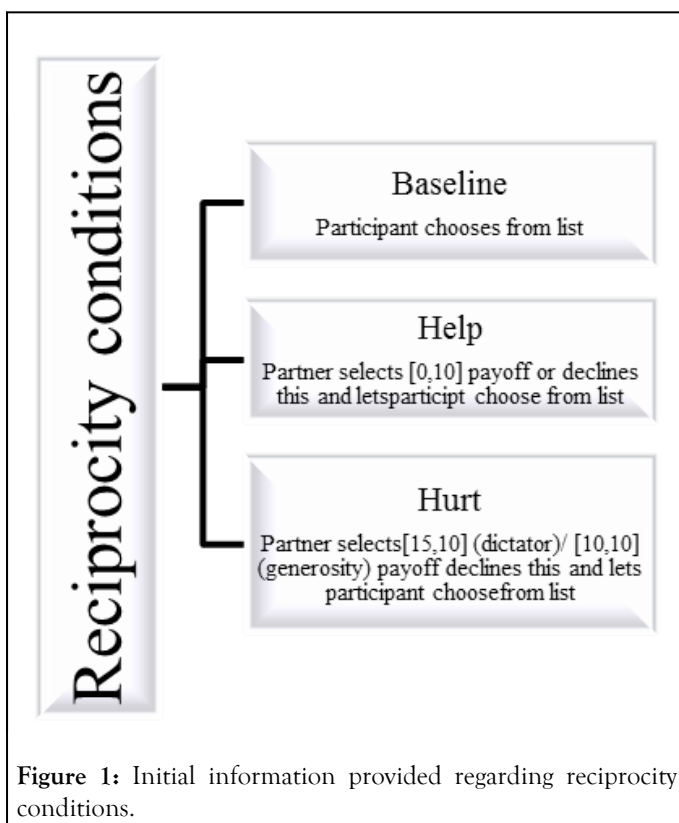 Reciprocity conditions
Baseline
Participant chooses from list
Help
Partner selects [0,10] payoff or declines
this and letsparticipt choose from list
Hurt
Partner selects[15,10] (dictator)/ [10,10]
(generosity) payoff declines this and lets
participant choosefrom list
Figure 1: Initial information provided regarding reciprocity
conditions.